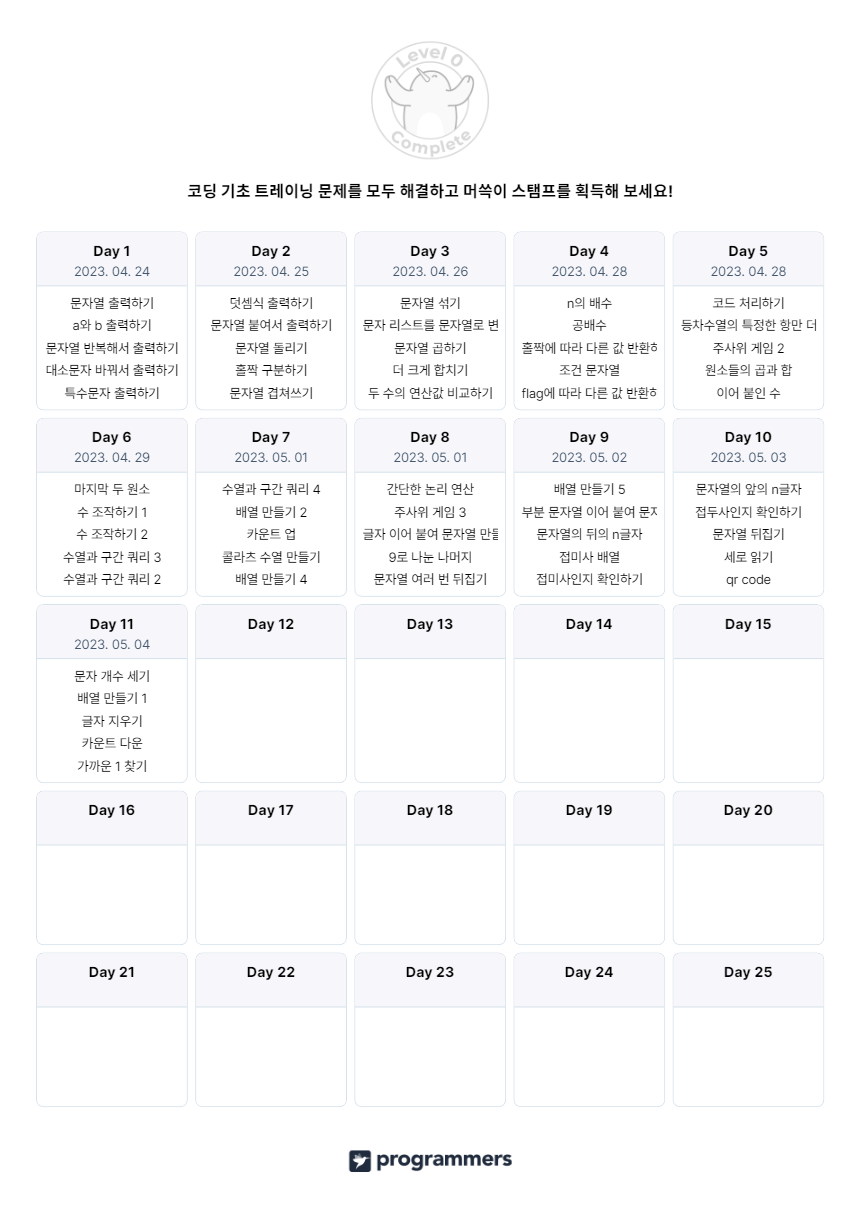 Level 0
Complete
코딩 기초 트레이닝 문제를 모두 해결하고 머쓱이 스탬프를 획득해 보세요!
Day 1
2023. 04. 24
문자열 출력하기
a와 b 출력하기
문자열 반복해서 출력하기
대소문자 바꿔서 출력하기
특수문자 출력하기
Day 2
2023. 04. 25
덧셈식 출력하기
문자열 붙여서 출력하기
문자열 돌리기
홀짝 구분하기
문자열 겹쳐쓰기
Day 3
2023. 04. 26
문자열 섞기
문자 리스트를 문자열로 변
문자열 곱하기
더 크게 합치기
두 수의 연산값 비교하기
Day 4
2023. 04. 28
n의 배수
공배수
홀짝에 따라 다른 값 반환하
조건 문자열
flag에 따라 다른 값 반환하
Day 5
2023. 04. 28
코드 처리하기
등차수열의 특정한 항만 더
주사위 게임 2
원소들의 곱과 합
이어 붙인 수
Day 6
2023. 04. 29
마지막 두 원소
수 조작하기 1
수 조작하기 2
수열과 구간 쿼리 3
수열과 구간 쿼리 2
Day 7
2023. 05. 01
수열과 구간 쿼리 4
배열 만들기 2
카운트 업
콜라츠 수열 만들기
배열 만들기 4
Day 8
2023. 05. 01
간단한 논리 연산
주사위 게임 3
글자 이어 붙여 문자열 만들
9로 나눈 나머지
문자열 여러 번 뒤집기
Day 9
2023. 05. 02
배열 만들기 5
부분 문자열 이어 붙여 문자
문자열의 뒤의 n글자
접미사 배열
접미사인지 확인하기
Day 10
2023. 05. 03
문자열의 앞의 n글자
접두사인지 확인하기
문자열 뒤집기
세로 읽기
qr code
Day 11
2023. 05. 04
문자 개수 세기
배열 만들기 1
글자 지우기
카운트 다운
가까운 1 찾기
Day 12
Day 13
Day 14
Day 15
Day 16
Day 17
Day 18
Day 19
Day 20
Day 21
Day 22
Day 23
Day 24
Day 25
programmers